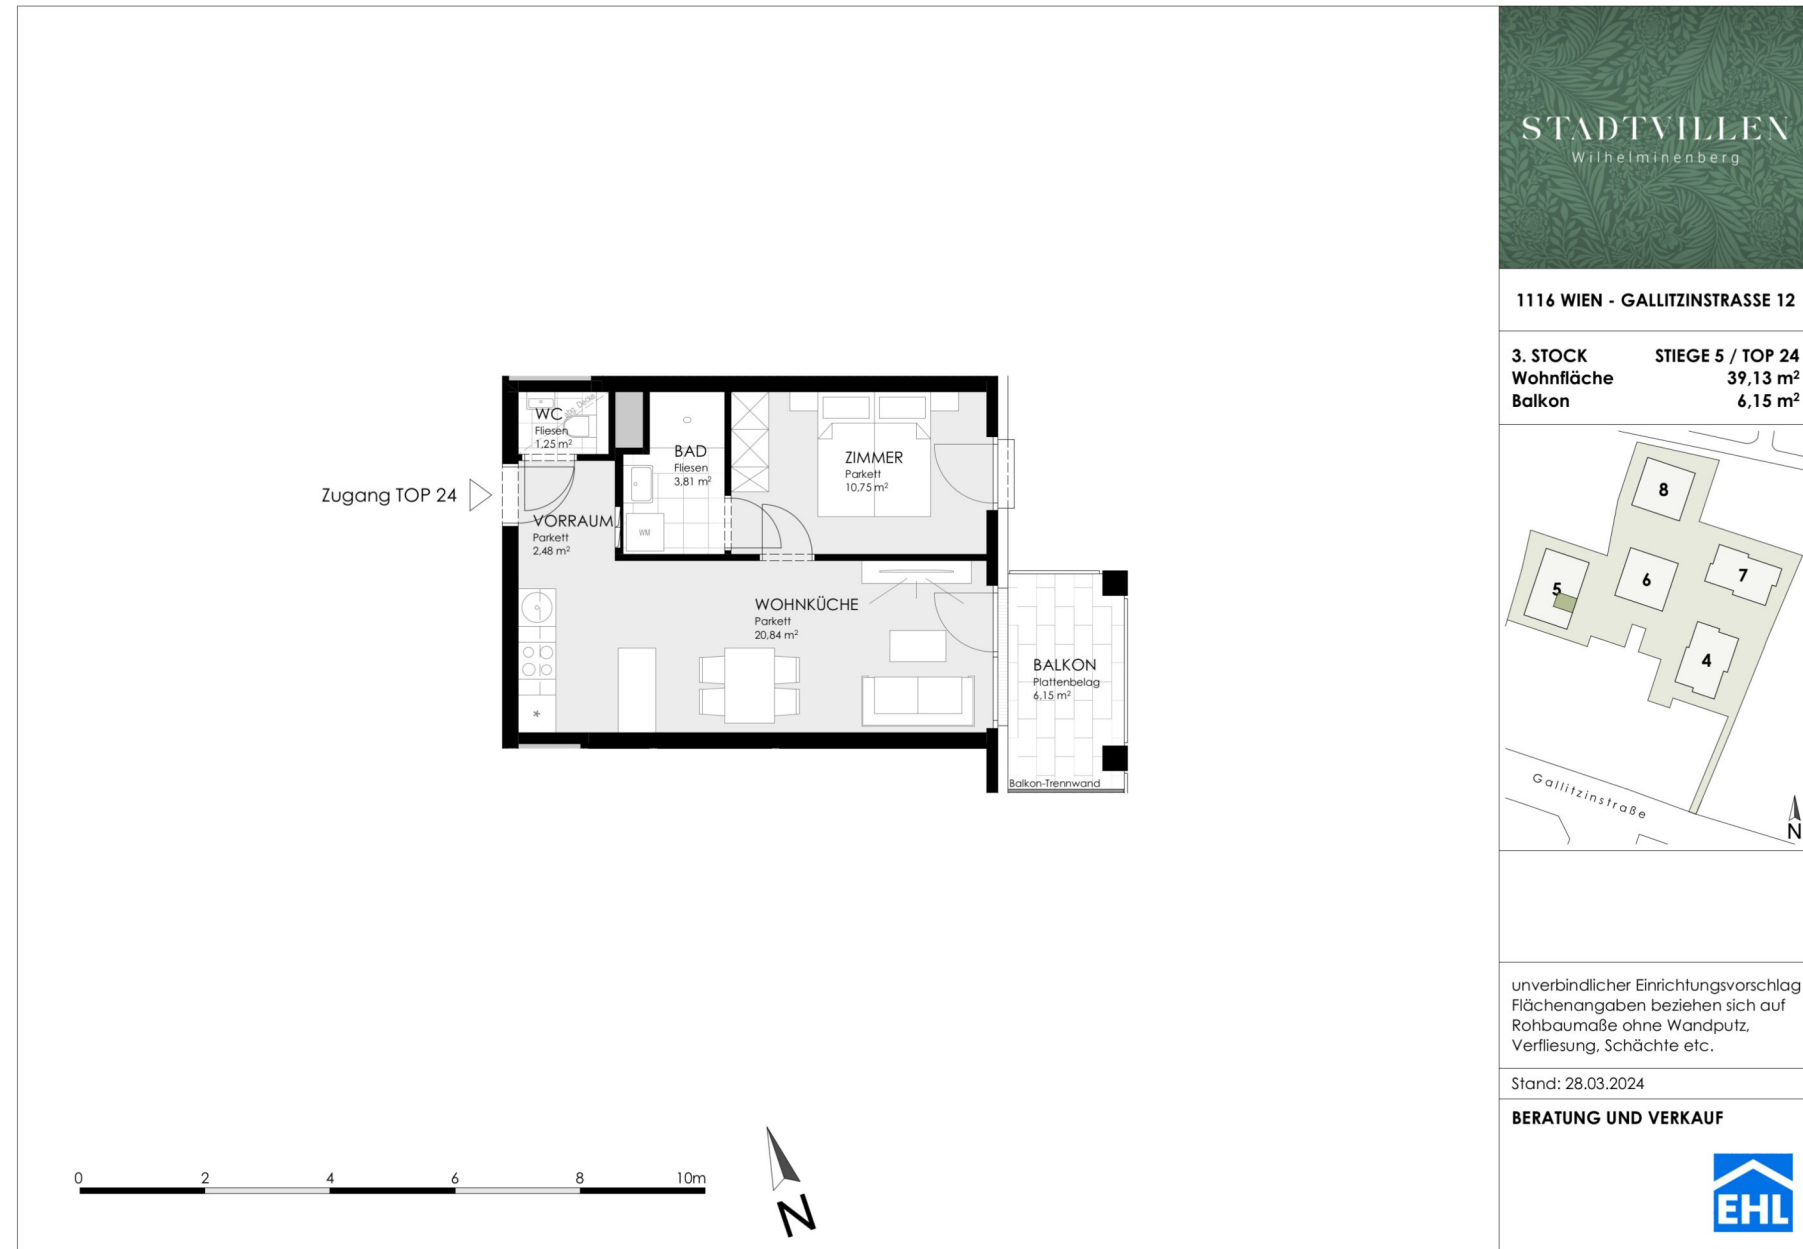 STADTVILLEN
Wilhelminenberg
1116 WIEN - GALLITZINSTRASSE 12
3. STOCK STIEGE 5 / TOP 24
Wohnfläche 39,13 m²
Balkon 6,15 m²
8
5
6
7
4
Gallitzinstraße
N
unverbindlicher Einrichtungsvorschlag
Flächenangaben beziehen sich auf
Rohbaumaße ohne Wandputz,
Verfliesung, Schächte etc.
Stand: 28.03.2024
BERATUNG UND VERKAUF
EHL
Zugang TOP 24
WC
Fliesen
1,25 m²
abg. Decke
BAD
Fliesen
3,81 m²
WM
ZIMMER
Parkett
10,75 m²
VORRAUM
Parkett
2,48 m²
WOHNKÜCHE
Parkett
20,84 m²
BALKON
Plattenbelag
6,15 m²
Balkon-Trennwand
0 2 4 6 8 10m
N